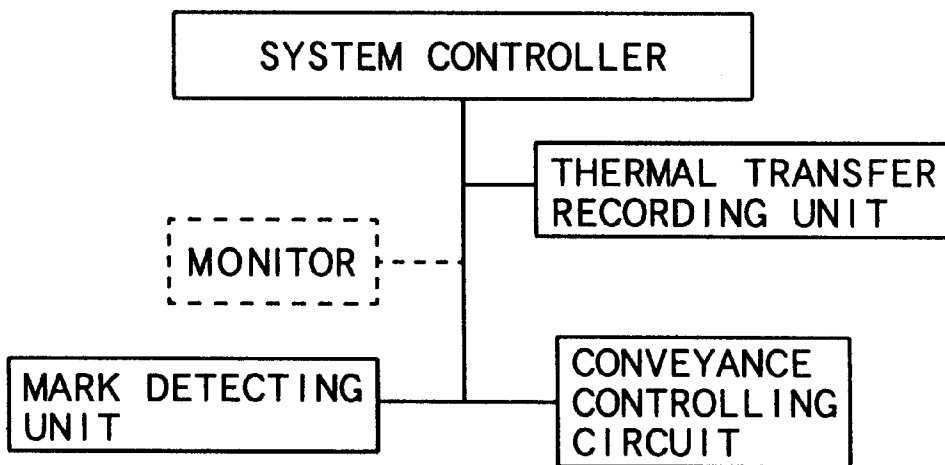 SYSTEM CONTROLLER
THERMAL TRANSFER
RECORDING UNIT
MONITOR
MARK DETECTING
UNIT
CONVEYANCE
CONTROLLING
CIRCUIT